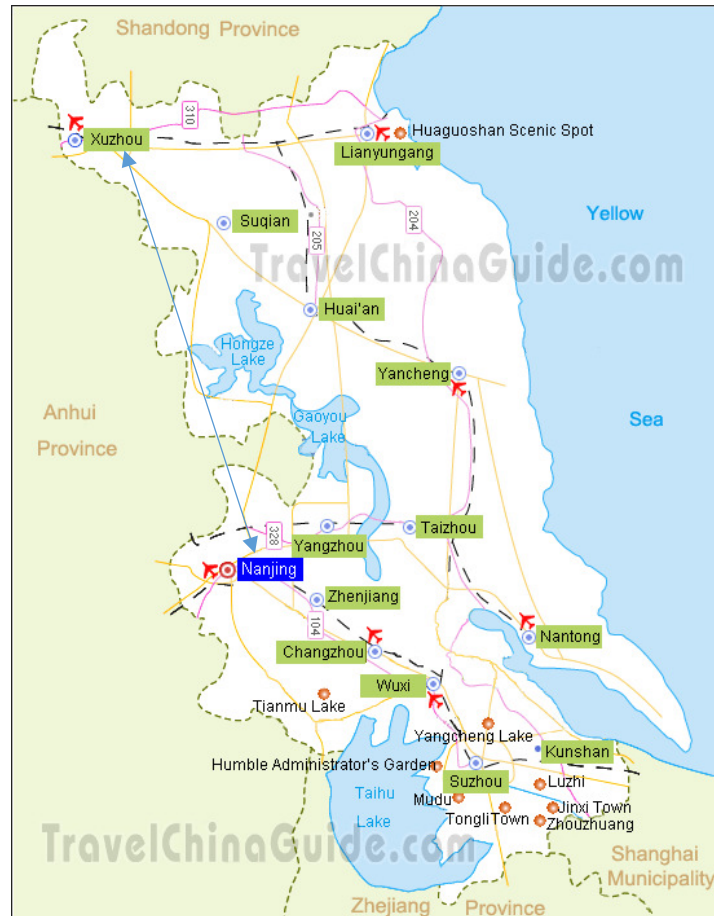 Shandong Province
310
Xuzhou
Huaguoshan Scenic Spot
Lianyungang
Suqian
205
204
Yellow
TravelChinaGuide.com
Huai'an
Hongze
Lake
Yancheng
Anhui
Province
Gaoyou
Lake
Sea
328
Taizhou
Yangzhou
Nanjing
Zhenjiang
104
Nantong
Changzhou
Wuxi
Tianmu Lake
Yangcheng Lake
Kunshan
Humble Administrator's Garden
Suzhou
Luzhi
Taihu
Lake
Mudu
Tongli Town
Jinxi Town
Zhouzhuang
TravelChinaGuide.com
Shanghai
Municipality
Zhejiang Province